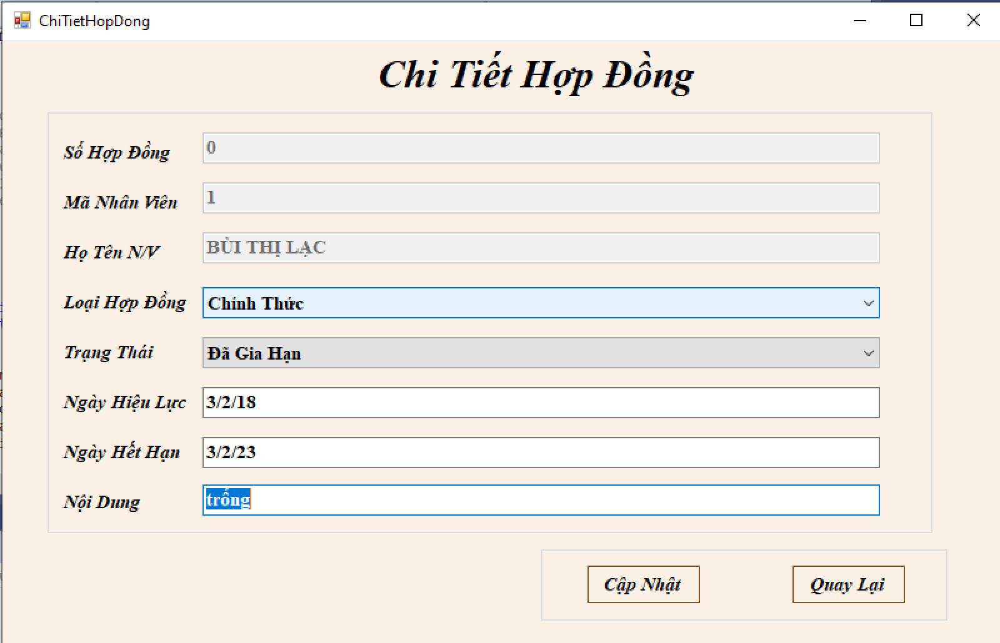 ChiTietHopDong
Chi Tiết Hợp Đồng
Số Hợp Đồng 0
Mã Nhân Viên 1
Họ Tên N/V BÙI THỊ LẠC
Loại Hợp Đồng Chính Thức
Trạng Thái Đã Gia Hạn
Ngày Hiệu Lực 3/2/18
Ngày Hết Hạn 3/2/23
Nội Dung trống
Cập Nhật Quay Lại